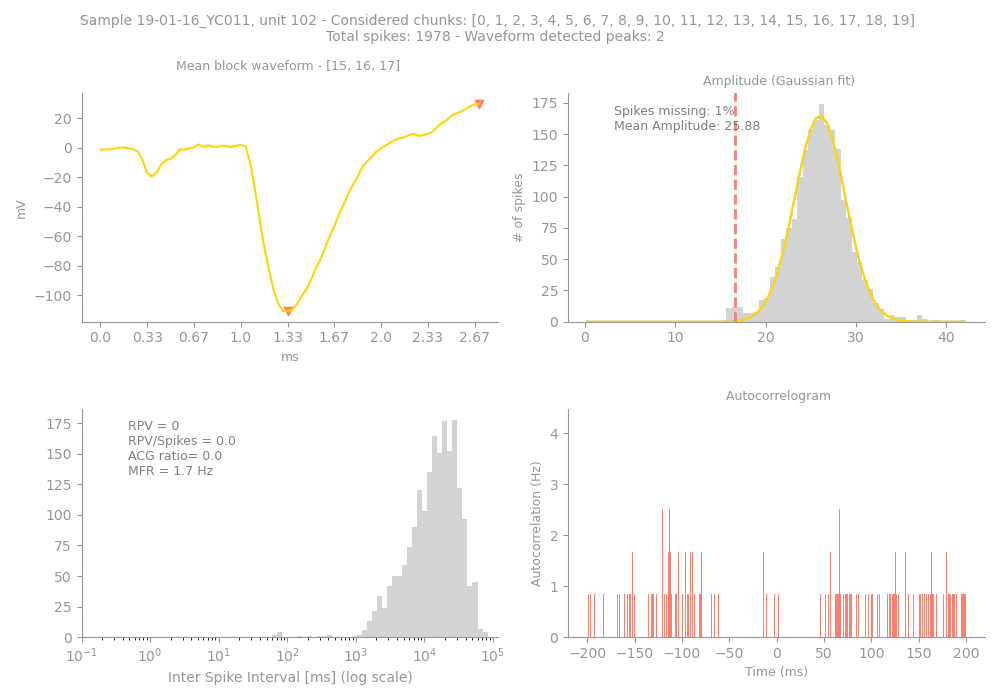 Sample 19-01-16_YC011, unit 102 - Considered chunks: [0, 1, 2, 3, 4, 5, 6, 7, 8, 9, 10, 11, 12, 13, 14, 15, 16, 17, 18, 19]
Total spikes: 1978 - Waveform detected peaks: 2
Mean block waveform - [15, 16, 17]
20
0
−20
−40
−60
−80
−100
mV
0.0 0.33 0.67 1.0 1.33 1.67 2.0 2.33 2.67
ms
Amplitude (Gaussian fit)
Spikes missing: 1%
Mean Amplitude: 25.88
175
150
125
100
75
50
25
0
# of spikes
0 10 20 30 40
RPV = 0
RPV/Spikes = 0.0
ACG ratio= 0.0
MFR = 1.7 Hz
175
150
125
100
75
50
25
0
10⁻¹ 10⁰ 10¹ 10² 10³ 10⁴ 10⁵
Inter Spike Interval [ms] (log scale)
Autocorrelogram
4
3
2
1
0
Autocorrelation (Hz)
−200 −150 −100 −50 0 50 100 150 200
Time (ms)